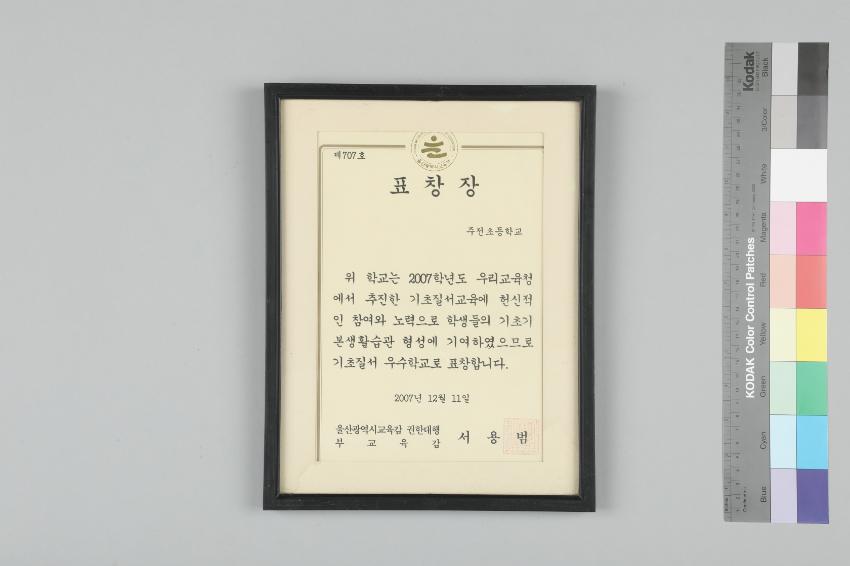 제707호
표창장
주전초등학교
위 학교는 2007학년도 우리교육청
에서 추진한 기초질서교육에 헌신적
인 참여와 노력으로 학생들의 기초기
본생활습관 형성에 기여하였으므로
기초질서 우수학교로 표창합니다.
2007년 12월 11일
울산광역시교육감 권한대행
부 교 육 감 서 용 범
Kodak
KODAK Color Control Patches
Black
3/Color
White
Magenta
Red
Yellow
Green
Cyan
Blue